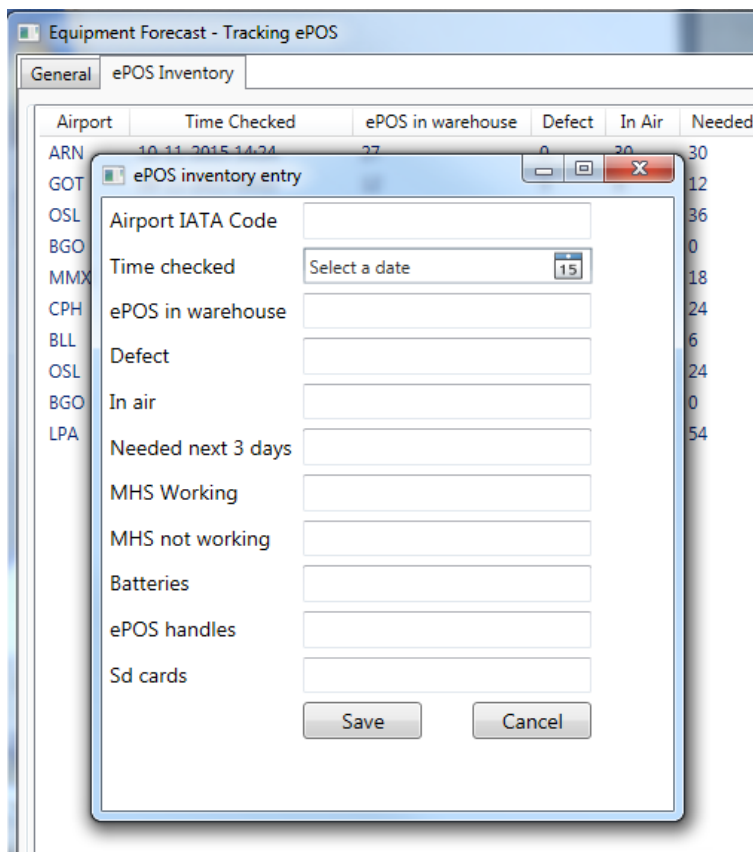 Equipment Forecast - Tracking ePOS
General ePOS Inventory
Airport Time Checked ePOS in warehouse Defect In Air Needed
ARN 10-11-2015 14:24 27 0 30 30
ePOS inventory entry
GOT 12
Airport IATA Code
OSL 36
BGO 0
Time checked Select a date 15
MMX 18
CPH 24
ePOS in warehouse
BLL 6
Defect
OSL 24
BGO 0
In air
LPA 54
Needed next 3 days
MHS Working
MHS not working
Batteries
ePOS handles
Sd cards
Save Cancel